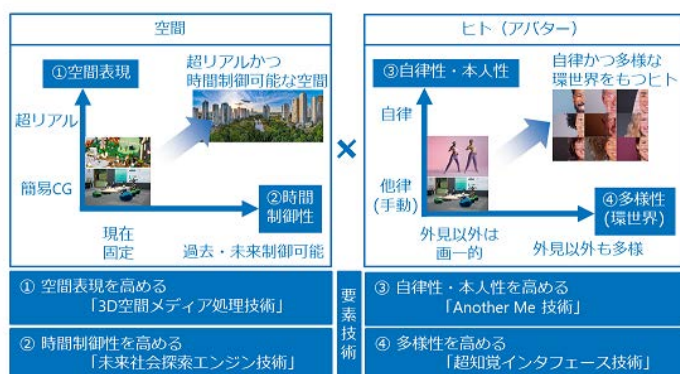 空間
①空間表現
超リアルかつ
時間制御可能な空間
超リアル
簡易CG
②時間
制御性
現在
固定
過去・未来制御可能
×
ヒト（アバター）
③自律性・本人性
自律かつ多様な
環世界をもつヒト
自律
他律
(手動)
④多様性
(環世界)
外見以外は
画一的
外見以外も多様
① 空間表現を高める
「3D空間メディア処理技術」
② 時間制御性を高める
「未来社会探索エンジン技術」
要素技術
③ 自律性・本人性を高める
「Another Me 技術」
④ 多様性を高める
「超知覚インタフェース技術」